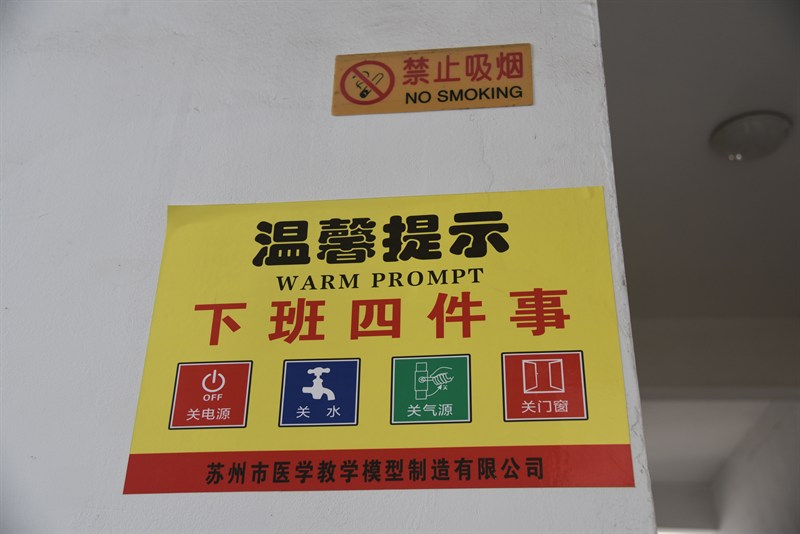 禁止吸烟
NO SMOKING
温馨提示
WARM PROMPT
下班四件事
OFF
关电源
关水
关气源
关门窗
苏州市医学教学模型制造有限公司